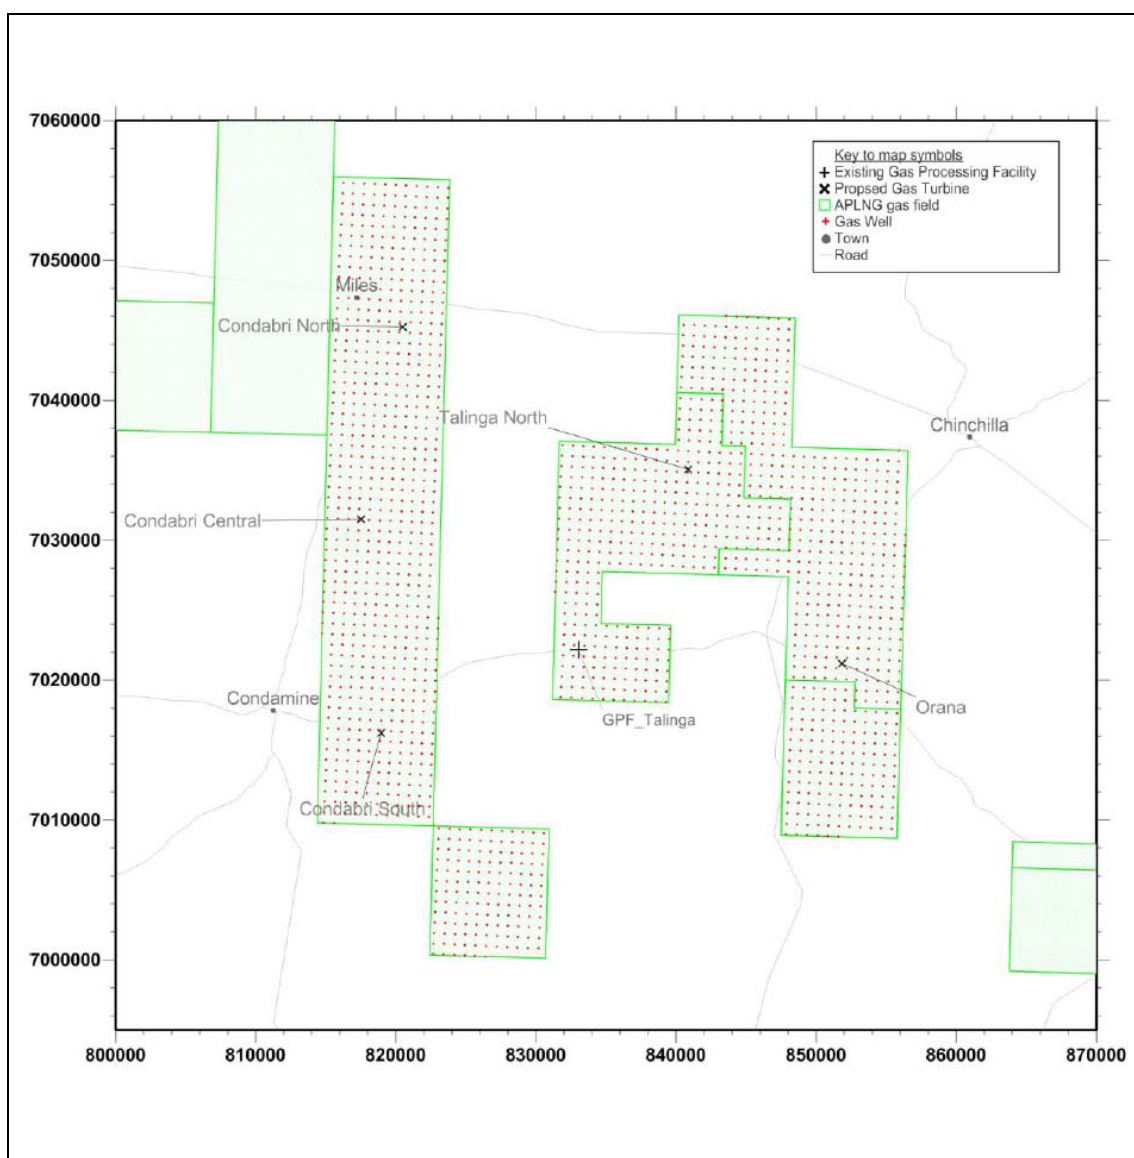 7060000
Key to map symbols
Existing Gas Processing Facility
Propsed Gas Turbine
APLNG gas field
Gas Well
Town
Road
7050000
Miles
Condabri North
7040000
Talinga North
Chinchilla
Condabri Central
7030000
7020000
Condamine
Orana
GPF_Talinga
Condabri South
7010000
7000000
800000 810000 820000 830000 840000 850000 860000 870000